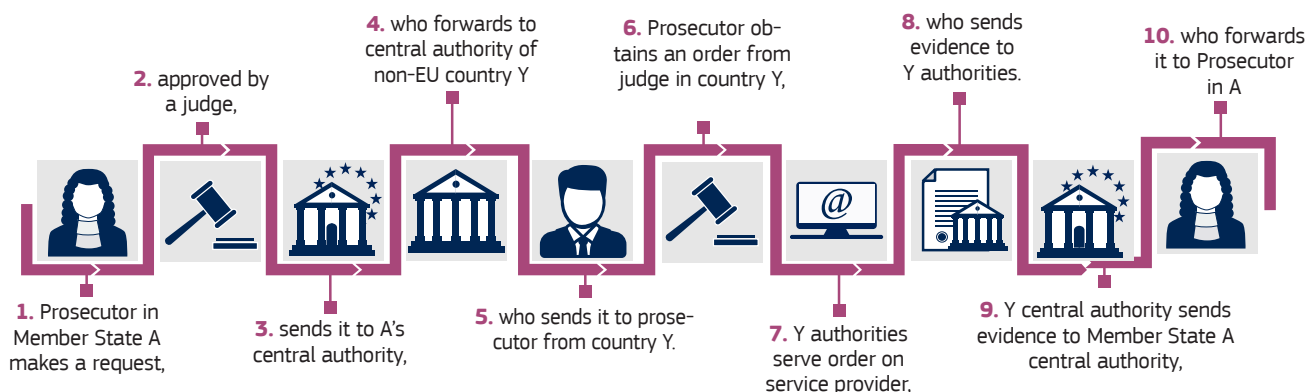 1. Prosecutor in
Member State A
makes a request,
2. approved by
a judge,
3. sends it to A's
central authority,
4. who forwards to
central authority of
non-EU country Y
5. who sends it to prose-
cutor from country Y.
6. Prosecutor ob-
tains an order from
judge in country Y,
@
7. Y authorities
serve order on
service provider,
8. who sends
evidence to
Y authorities.
9. Y central authority sends
evidence to Member State A
central authority,
10. who forwards
it to Prosecutor
in A